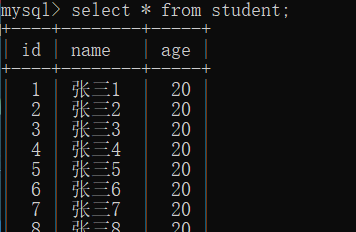 mysql> select * from student;
+----+--------+-----+
| id | name   | age |
+----+--------+-----+
|  1 | 张三1  |  20 |
|  2 | 张三2  |  20 |
|  3 | 张三3  |  20 |
|  4 | 张三4  |  20 |
|  5 | 张三5  |  20 |
|  6 | 张三6  |  20 |
|  7 | 张三7  |  20 |
|  8 | 张三8  |  20 |